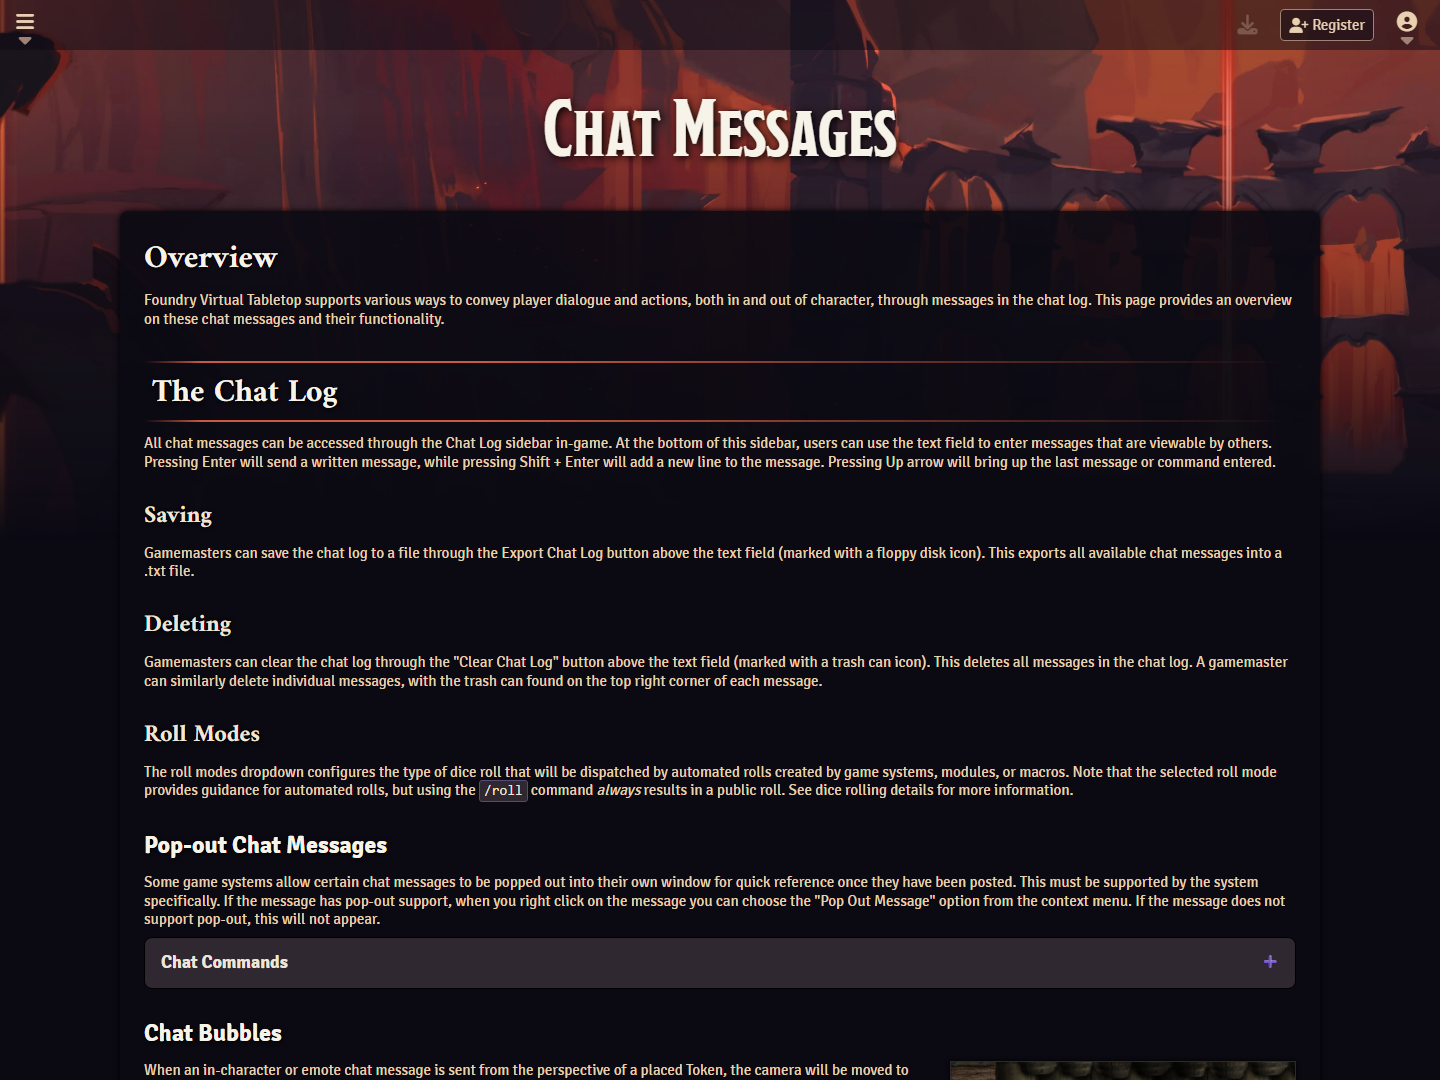 Register
Chat Messages
Overview
Foundry Virtual Tabletop supports various ways to convey player dialogue and actions, both in and out of character, through messages in the chat log. This page provides an overview
on these chat messages and their functionality.
The Chat Log
All chat messages can be accessed through the Chat Log sidebar in-game. At the bottom of this sidebar, users can use the text field to enter messages that are viewable by others.
Pressing Enter will send a written message, while pressing Shift + Enter will add a new line to the message. Pressing Up arrow will bring up the last message or command entered.
Saving
Gamemasters can save the chat log to a file through the Export Chat Log button above the text field (marked with a floppy disk icon). This exports all available chat messages into a
.txt file.
Deleting
Gamemasters can clear the chat log through the "Clear Chat Log" button above the text field (marked with a trash can icon). This deletes all messages in the chat log. A gamemaster
can similarly delete individual messages, with the trash can found on the top right corner of each message.
Roll Modes
The roll modes dropdown configures the type of dice roll that will be dispatched by automated rolls created by game systems, modules, or macros. Note that the selected roll mode
provides guidance for automated rolls, but using the /roll command always results in a public roll. See dice rolling details for more information.
Pop-out Chat Messages
Some game systems allow certain chat messages to be popped out into their own window for quick reference once they have been posted. This must be supported by the system
specifically. If the message has pop-out support, when you right click on the message you can choose the "Pop Out Message" option from the context menu. If the message does not
support pop-out, this will not appear.
Chat Commands
Chat Bubbles
When an in-character or emote chat message is sent from the perspective of a placed Token, the camera will be moved to